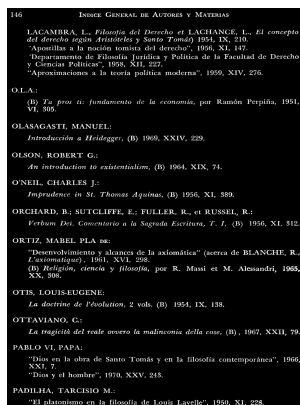 146 INDICE GENERAL DE AUTORES Y MATERIAS
LACAMBRA, L., Filosofía del Derecho et LACHANCE, L., El concepto
del derecho según Aristóteles y Santo Tomás) 1954, IX, 210.
'Apostillas a la noción tomista del derecho", 1956, XI, 147.
'Departamento de Filosofía Jurídica y Política de la Facultad de Derecho
y Ciencias Políticas", 1958, XII, 227.
"Aproximaciones a la teoría política moderna", 1959, XIV, 276.
O.L.A.:
(B) Tu pros ti: fundamento de la economía, por Ramón Perpiña, 1951,
VI, 305.
OLASAGASTI, MANUEL:
Introducción a Heidegger, (B) 1969, XXIV, 229.
OLSON, ROBERT G.:
An introduction to existentialism, (B) 1964, XIX, 74.
O'NEIL, CHARLES J.:
Imprudence in St. Thomas Aquinas, (B) 1956, XI, 389.
ORGHARD, B.; SUTCLIFFE, E.; FULLER, R., et RUSSEL, R.:
Verbum Dei. Comentario a la Sagrada Escritura, T. I, (B) 1956, XI, 312.
ORTIZ, MABEL PLA DE:
"Desenvolvimiento y alcances de la axiomática" (acerca de BLANCHE, R.,
L'axiomatique), 1961, XVI, 298.
(B) Religión, ciencia y filosofía, por R. Massi et M. Alessandri, 1965,
XX, 308.
OTIS, LOUIS-EUGENE:
La doctrine de l'évolution, 2 vols. (B) 1954, IX, 138.
OTTAVIANO, C.:
La tragicità del reale ovvero la malinconia della cose, (B) , 1967, XXII, 79.
PABLO VI, PAPA:
"Dios en la obra de Santo Tomás y en la filosofía contemporánea", 1966,
XXI, 7.
"Dios y el hombre", 1970, XXV, 243.
PADILHA, TARCISIO M.:
"El platonismo en la filosofía de Louis Lavelle", 1950, XI, 228.